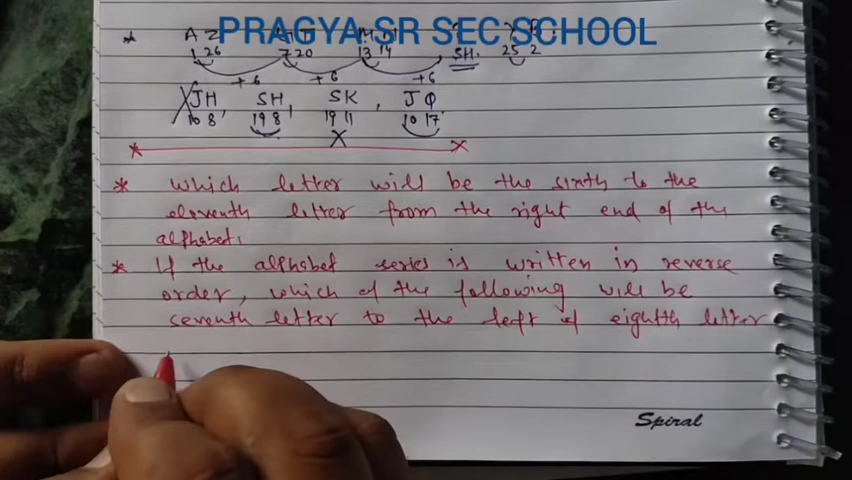 PRAGYA SR SEC SCHOOL
* A Z
1 26 7 20 13 14 SH. 25 2
+6 +6 +6
JH, SH, SK, JQ
10 8 19 8 19 11 10 17
* Which letter will be the sixth to the
eleventh letter from the right end of the
alphabet.
* If the alphabet series is written in reverse
order, which of the following will be
seventh letter to the left of eighth letter
Spiral